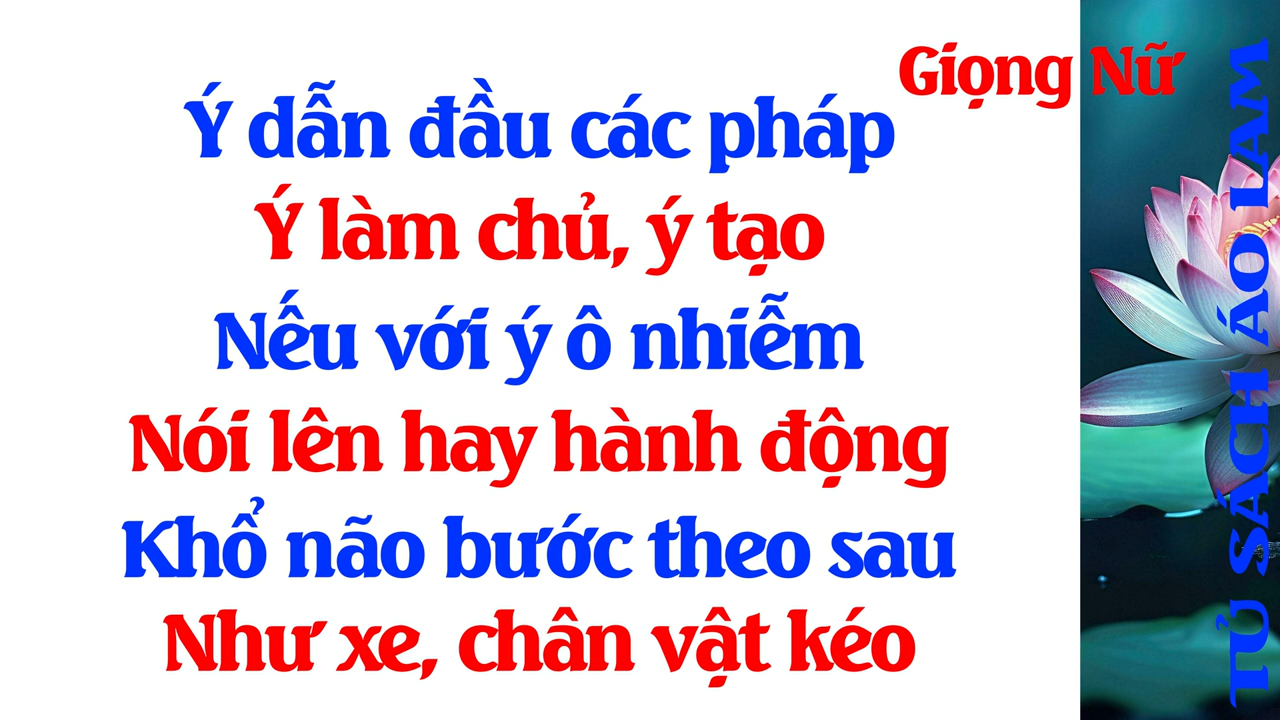 Giọng Nữ
Ý dẫn đầu các pháp
Ý làm chủ, ý tạo
Nếu với ý ô nhiễm
Nói lên hay hành động
Khổ não bước theo sau
Như xe, chân vật kéo
TỦ SÁCH ÁO LAM